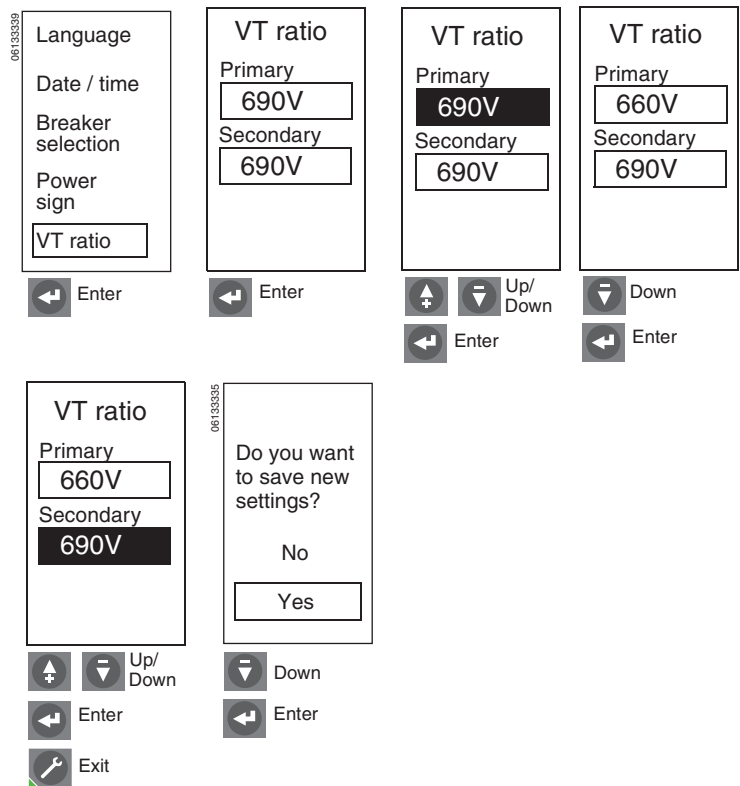 06133339
Language
Date / time
Breaker
selection
Power
sign
VT ratio
Enter
VT ratio
Primary
690V
Secondary
690V
Enter
VT ratio
Primary
690V
Secondary
690V
Up/
Down
Enter
VT ratio
Primary
660V
Secondary
690V
Down
Enter
VT ratio
Primary
660V
Secondary
690V
Up/
Down
Enter
Exit
06133335
Do you want
to save new
settings?
No
Yes
Down
Enter